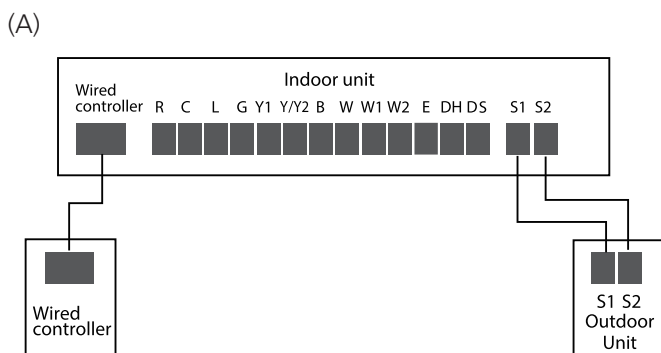 (A)
Indoor unit
Wired
controller R C L G Y1 Y/Y2 B W W1 W2 E DH DS S1 S2
Wired
controller
S1 S2
Outdoor
Unit